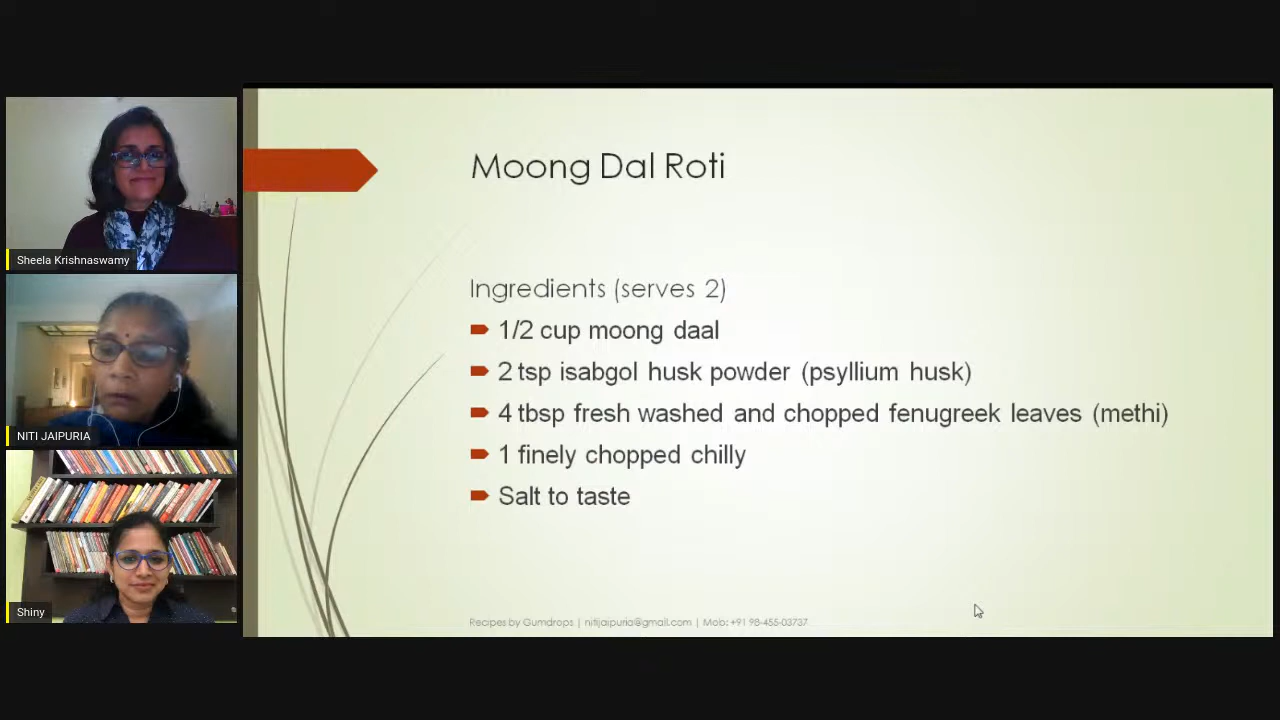 Sheela Krishnaswamy
NITI JAIPURIA
Shiny
Moong Dal Roti
Ingredients (serves 2)
1/2 cup moong daal
2 tsp isabgol husk powder (psyllium husk)
4 tbsp fresh washed and chopped fenugreek leaves (methi)
1 finely chopped chilly
Salt to taste
Recipes by Gumdrops | nitijaipuria@gmail.com | Mob: +91 98-455-03737